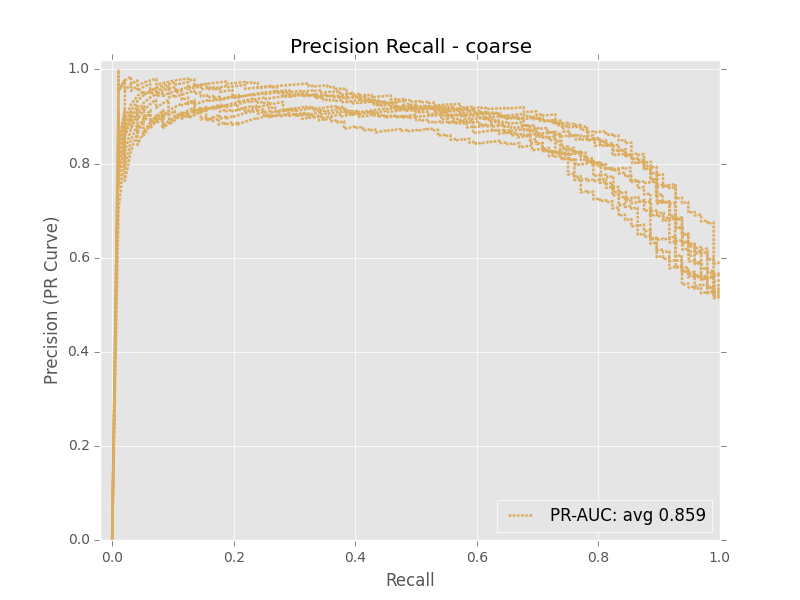 Precision Recall - coarse
Precision (PR Curve)
1.0
0.8
0.6
0.4
0.2
0.0
0.0 0.2 0.4 0.6 0.8 1.0
Recall
PR-AUC: avg 0.859